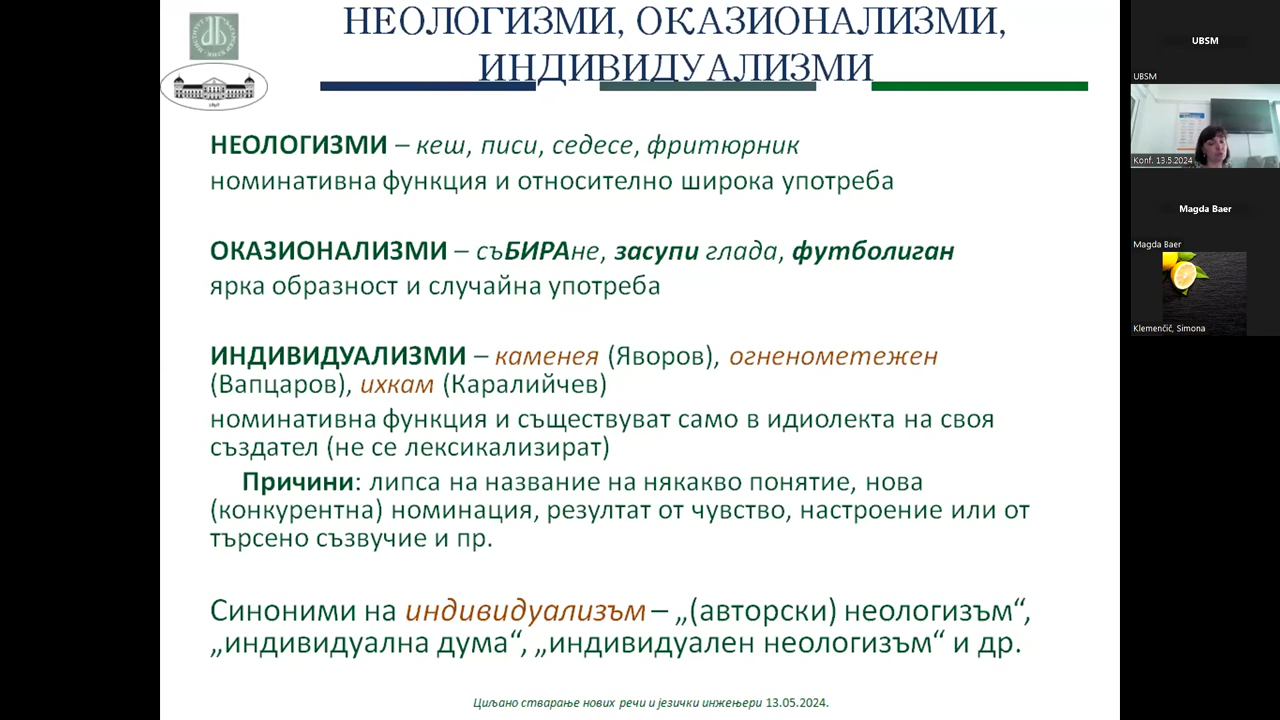 НЕОЛОГИЗМИ, ОКАЗИОНАЛИЗМИ,
ИНДИВИДУАЛИЗМИ
НЕОЛОГИЗМИ – кеш, писи, седесе, фритюрник
номинативна функция и относително широка употреба
ОКАЗИОНАЛИЗМИ – съБИРАне, засупи глада, футболиган
ярка образност и случайна употреба
ИНДИВИДУАЛИЗМИ – каменея (Яворов), огненометежен
(Вапцаров), ихкам (Каралийчев)
номинативна функция и съществуват само в идиолекта на своя
създател (не се лексикализират)
Причини: липса на название на някакво понятие, нова
(конкурентна) номинация, резултат от чувство, настроение или от
търсено съзвучие и пр.
Синоними на индивидуализъм – „(авторски) неологизъм“,
„индивидуална дума“, „индивидуален неологизъм“ и др.
Циљано стварање нових речи и језички инжењери 13.05.2024.
UBSM
UBSM
Konf. 13.5.2024
Magda Baer
Magda Baer
Klemenčič, Simona